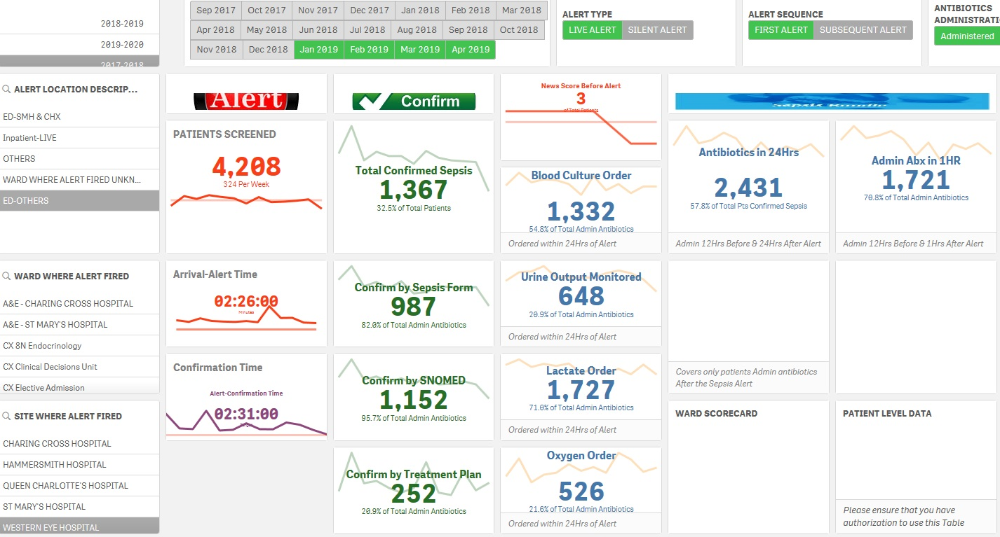 2018-2019
2019-2020
2017-2018
Sep 2017 Oct 2017 Nov 2017 Dec 2017 Jan 2018 Feb 2018 Mar 2018
Apr 2018 May 2018 Jun 2018 Jul 2018 Aug 2018 Sep 2018 Oct 2018
Nov 2018 Dec 2018 Jan 2019 Feb 2019 Mar 2019 Apr 2019
ALERT TYPE
LIVE ALERT SILENT ALERT
ALERT SEQUENCE
FIRST ALERT SUBSEQUENT ALERT
ANTIBIOTICS
ADMINISTRATI
Administered
ALERT LOCATION DESCRIP...
ED-SMH & CHX
Inpatient-LIVE
OTHERS
WARD WHERE ALERT FIRED UNKN...
ED-OTHERS
WARD WHERE ALERT FIRED
A&E - CHARING CROSS HOSPITAL
A&E - ST MARY'S HOSPITAL
CX 8N Endocrinology
CX Clinical Decisions Unit
CX Elective Admission
SITE WHERE ALERT FIRED
CHARING CROSS HOSPITAL
HAMMERSMITH HOSPITAL
QUEEN CHARLOTTE'S HOSPITAL
ST MARY'S HOSPITAL
WESTERN EYE HOSPITAL
Alert
PATIENTS SCREENED
4,208
324 Per Week
Arrival-Alert Time
02:26:00
Minutes
Confirmation Time
Alert-Confirmation Time
02:31:00
Confirm
Total Confirmed Sepsis
1,367
32.5% of Total Patients
Confirm by Sepsis Form
987
82.0% of Total Admin Antibiotics
Confirm by SNOMED
1,152
95.7% of Total Admin Antibiotics
Confirm by Treatment Plan
252
20.9% of Total Admin Antibiotics
News Score Before Alert
3
of Total Patients
Blood Culture Order
1,332
54.8% of Total Admin Antibiotics
Ordered within 24Hrs of Alert
Urine Output Monitored
648
20.9% of Total Admin Antibiotics
Ordered within 24Hrs of Alert
Lactate Order
1,727
71.0% of Total Admin Antibiotics
Ordered within 24Hrs of Alert
Oxygen Order
526
21.6% of Total Admin Antibiotics
Ordered within 24Hrs of Alert
Antibiotics in 24Hrs
2,431
57.8% of Total Pts Confirmed Sepsis
Admin 12Hrs Before & 24Hrs After Alert
Admin Abx in 1HR
1,721
70.8% of Total Admin Antibiotics
Admin 12Hrs Before & 1Hrs After Alert
Covers only patients Admin antibiotics
After the Sepsis Alert
WARD SCORECARD
PATIENT LEVEL DATA
Please ensure that you have
authorization to use this Table